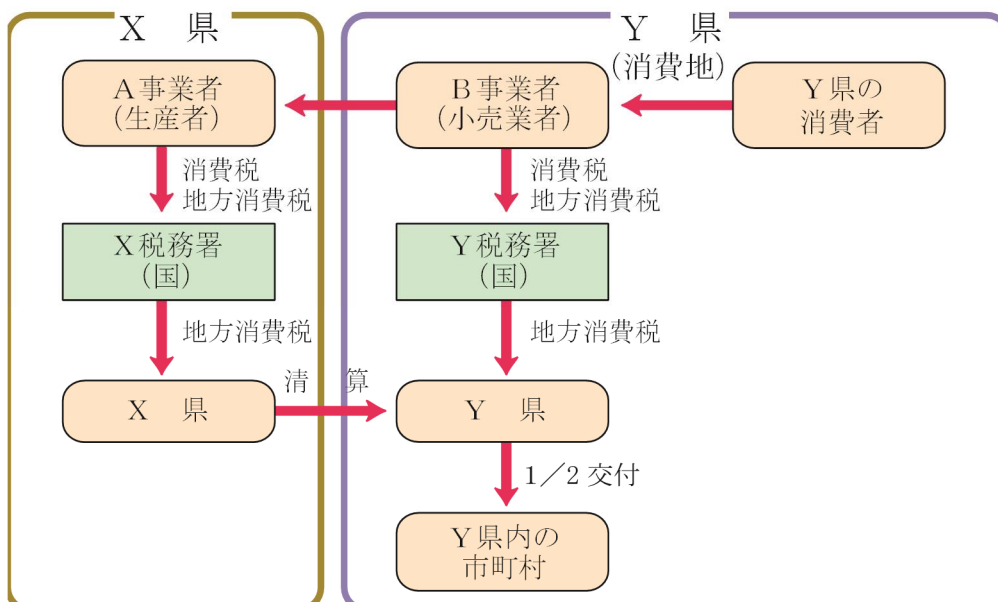 X 県
A事業者
(生産者)
消費税
地方消費税
X税務署
(国)
地方消費税
X 県
清 算
Y 県
(消費地)
B事業者
(小売業者)
Y県の
消費者
消費税
地方消費税
Y税務署
(国)
地方消費税
Y 県
1/2交付
Y県内の
市町村